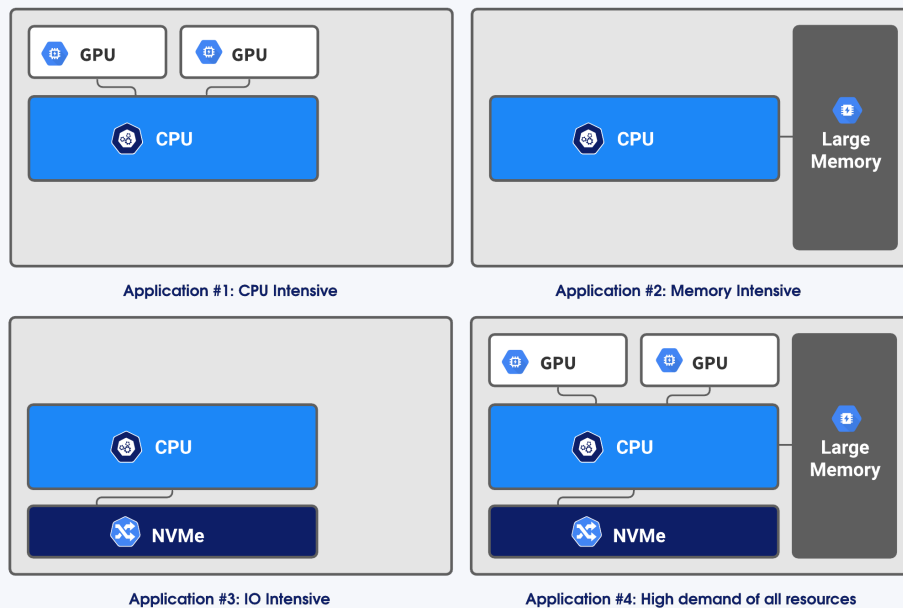 GPU
GPU
CPU
Application #1: CPU Intensive
CPU
Large
Memory
Application #2: Memory Intensive
CPU
NVMe
Application #3: IO Intensive
GPU
GPU
CPU
Large
Memory
NVMe
Application #4: High demand of all resources